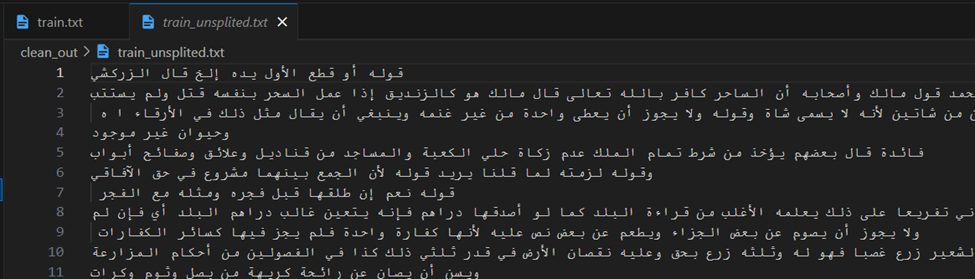 train.txt
train_unsplited.txt
clean_out > train_unsplited.txt
1 قوله أو قطع الأول يده إلخ قال الزركشي
2 حمد قول مالك وأصحابه أن الساحر كافر بالله تعالى قال مالك هو كالزنديق إذا عمل السحر بنفسه قتل ولم يستتب
3 ن من شاتين لأنه لا يسمى شاة وقوله ولا يجوز أن يعطى واحدة من غير غنمه وينبغي أن يقال مثل ذلك في الأرقاء ا ه
4 وحيوان غير موجود
5 فائدة قال بعضهم يؤخذ من شرط تمام الملك عدم زكاة حلي الكعبة والمساجد من قناديل وعلائق وصفائح أبواب
6 وقوله لزمته لما قلنا يريد قوله لأن الجمع بينهما مشروع في حق الآفاقي
7 قوله نعم إن طلقها قبل فجره ومثله مع الفجر
8 ني تفريعا على ذلك يعلمه الأغلب من قراءة البلد كما لو أصدقها دراهم فإنه يتعين غالب دراهم البلد أي فإن لم
9 ولا يجوز أن يصوم عن بعض الجزاء ويطعم عن بعض نص عليه لأنها كفارة واحدة فلم يجز فيها كسائر الكفارات
10 لشعير زرع غصبا فهو له وثلثه زرع بحق وعليه نقصان الأرض في قدر ثلثي ذلك كذا في الفصولين من أحكام المزارعة
11 ويسن أن يصان عن رائحة كريهة من بصل وثوم وكراث